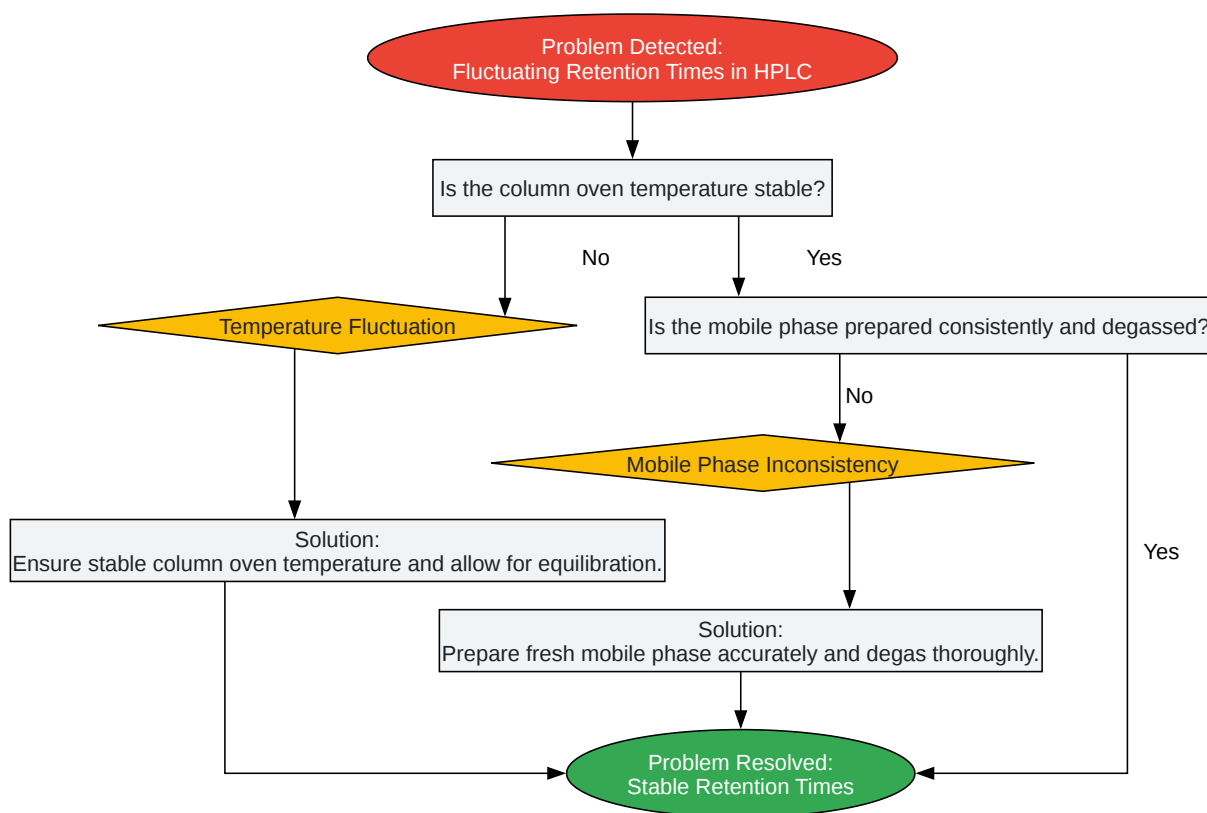 Problem Detected:
Fluctuating Retention Times in HPLC
Is the column oven temperature stable?
No
Yes
Temperature Fluctuation
Is the mobile phase prepared consistently and degassed?
No
Mobile Phase Inconsistency
Solution:
Ensure stable column oven temperature and allow for equilibration.
Yes
Solution:
Prepare fresh mobile phase accurately and degas thoroughly.
Problem Resolved:
Stable Retention Times